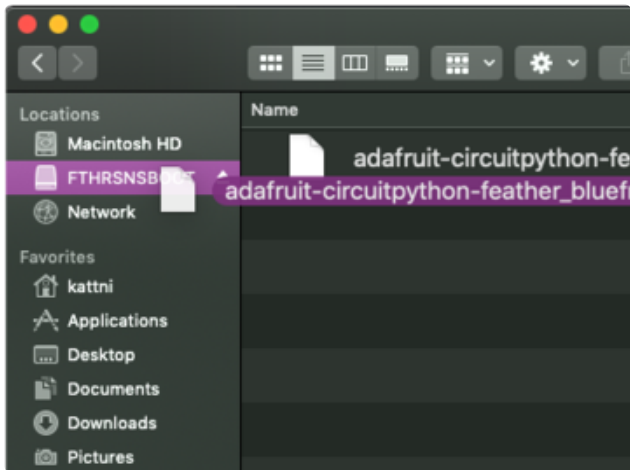 Locations
Macintosh HD
FTHRSNSBOOT
Network
Favorites
kattni
Applications
Desktop
Documents
Downloads
Pictures
Name
adafruit-circuitpython-fe
adafruit-circuitpython-feather_bluef